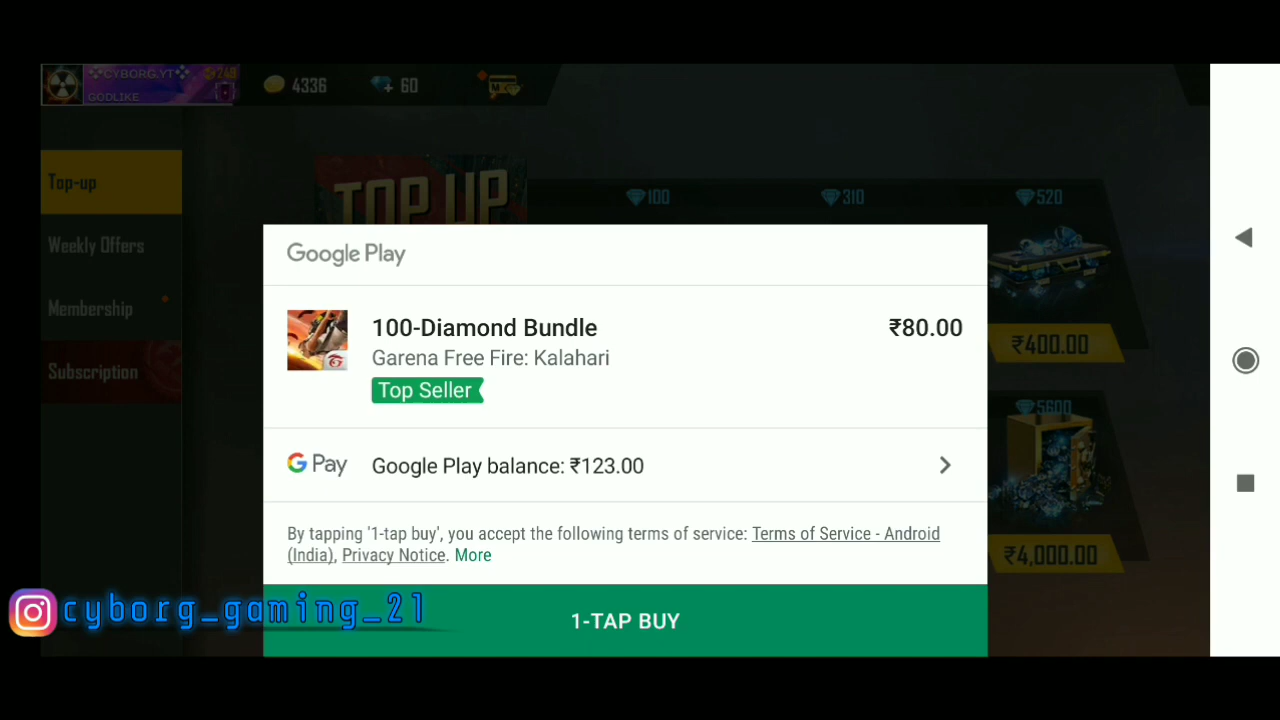 ❖CYBORG.YT❖
GODLIKE
4336
60
Top-up
Weekly Offers
Membership
Subscription
TOP UP
100
310
520
₹400.00
5600
₹4,000.00
Google Play
100-Diamond Bundle
₹80.00
Garena Free Fire: Kalahari
Top Seller
G Pay
Google Play balance: ₹123.00
By tapping '1-tap buy', you accept the following terms of service: Terms of Service - Android
(India), Privacy Notice. More
1-TAP BUY
cyborg_gaming_21